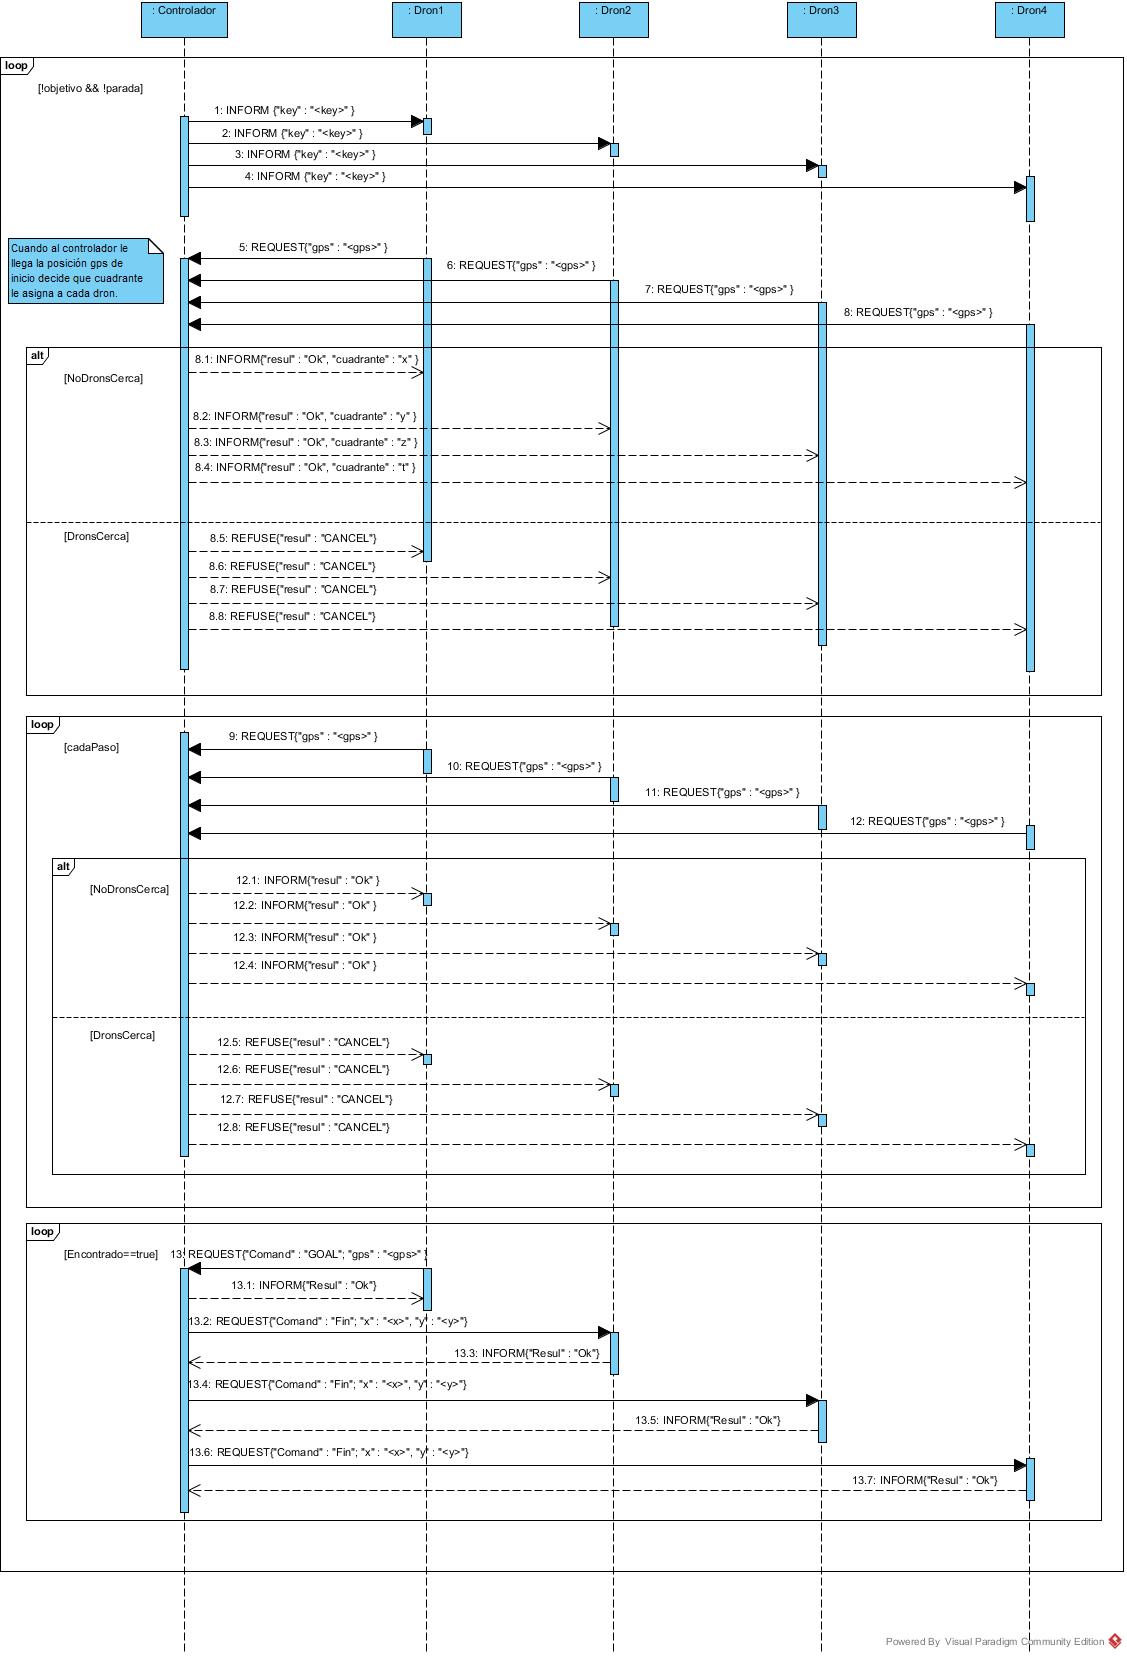 : Controlador
: Dron1
: Dron2
: Dron3
: Dron4
loop
[!objetivo && !parada]
1: INFORM {"key" : "<key>" }
2: INFORM {"key" : "<key>" }
3: INFORM {"key" : "<key>" }
4: INFORM {"key" : "<key>" }
Cuando al controlador le
llega la posición gps de
inicio decide que cuadrante
le asigna a cada dron.
5: REQUEST{"gps" : "<gps>" }
6: REQUEST{"gps" : "<gps>" }
7: REQUEST{"gps" : "<gps>" }
8: REQUEST{"gps" : "<gps>" }
alt
[NoDronsCerca]
8.1: INFORM{"resul" : "Ok", "cuadrante" : "x" }
8.2: INFORM{"resul" : "Ok", "cuadrante" : "y" }
8.3: INFORM{"resul" : "Ok", "cuadrante" : "z" }
8.4: INFORM{"resul" : "Ok", "cuadrante" : "t" }
[DronsCerca]
8.5: REFUSE{"resul" : "CANCEL"}
8.6: REFUSE{"resul" : "CANCEL"}
8.7: REFUSE{"resul" : "CANCEL"}
8.8: REFUSE{"resul" : "CANCEL"}
loop
[cadaPaso]
9: REQUEST{"gps" : "<gps>" }
10: REQUEST{"gps" : "<gps>" }
11: REQUEST{"gps" : "<gps>" }
12: REQUEST{"gps" : "<gps>" }
alt
[NoDronsCerca]
12.1: INFORM{"resul" : "Ok" }
12.2: INFORM{"resul" : "Ok" }
12.3: INFORM{"resul" : "Ok" }
12.4: INFORM{"resul" : "Ok" }
[DronsCerca]
12.5: REFUSE{"resul" : "CANCEL"}
12.6: REFUSE{"resul" : "CANCEL"}
12.7: REFUSE{"resul" : "CANCEL"}
12.8: REFUSE{"resul" : "CANCEL"}
loop
[Encontrado==true]
13: REQUEST{"Comand" : "GOAL"; "gps" : "<gps>" }
13.1: INFORM{"Resul" : "Ok"}
13.2: REQUEST{"Comand" : "Fin"; "x" : "<x>", "y" : "<y>"}
13.3: INFORM{"Resul" : "Ok"}
13.4: REQUEST{"Comand" : "Fin"; "x" : "<x>", "y" : "<y>"}
13.5: INFORM{"Resul" : "Ok"}
13.6: REQUEST{"Comand" : "Fin"; "x" : "<x>", "y" : "<y>"}
13.7: INFORM{"Resul" : "Ok"}
Powered By Visual Paradigm Community Edition